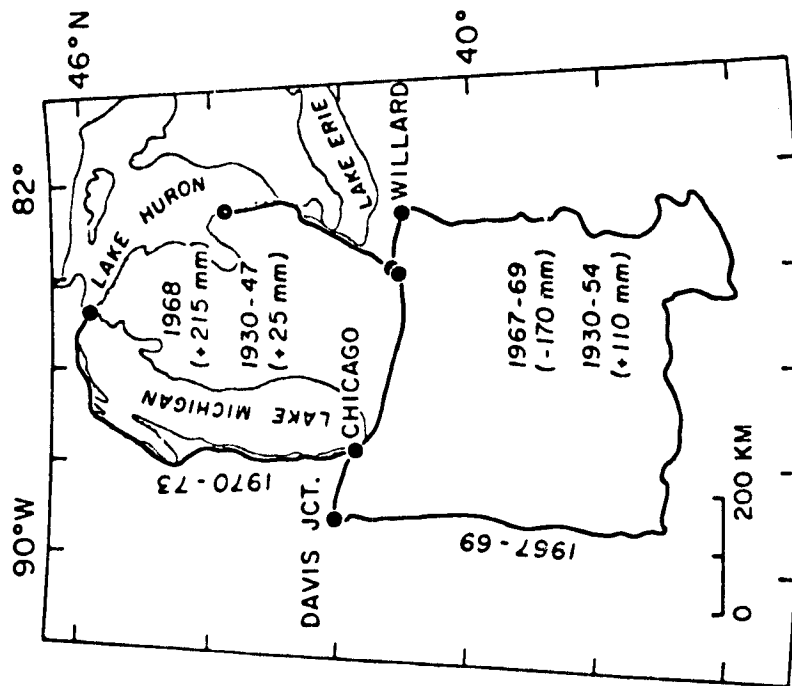 90°W
82°
46°N
40°
LAKE HURON
LAKE ERIE
LAKE MICHIGAN
1968
(+215 mm)
1930-47
(+25 mm)
1970-73
CHICAGO
WILLARD
DAVIS JCT.
1967-69
(-170 mm)
1930-54
(+110 mm)
1967-69
0 200 KM